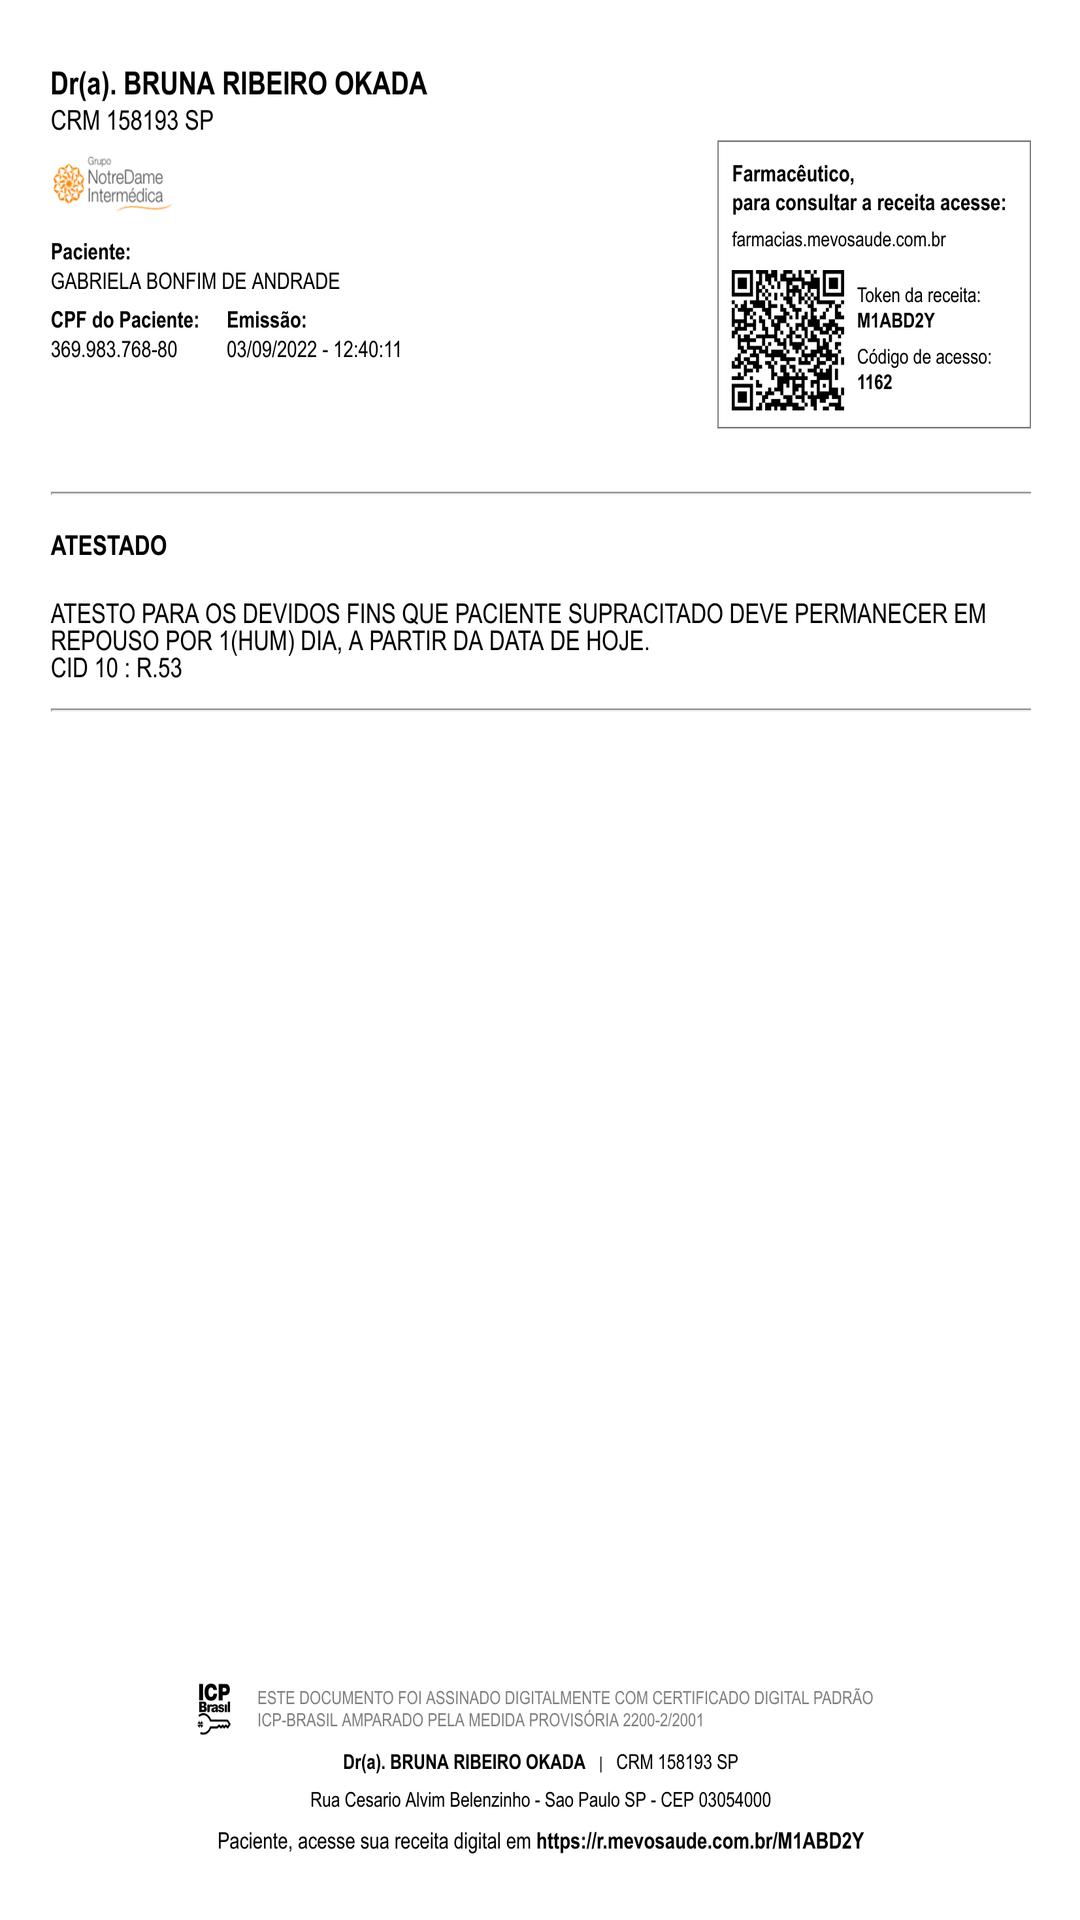 Dr(a). BRUNA RIBEIRO OKADA
CRM 158193 SP
Grupo
NotreDame
Intermédica
Paciente:
GABRIELA BONFIM DE ANDRADE
CPF do Paciente: Emissão:
369.983.768-80 03/09/2022 - 12:40:11
Farmacêutico,
para consultar a receita acesse:
farmacias.mevosaude.com.br
Token da receita:
M1ABD2Y
Código de acesso:
1162
ATESTADO
ATESTO PARA OS DEVIDOS FINS QUE PACIENTE SUPRACITADO DEVE PERMANECER EM
REPOUSO POR 1(HUM) DIA, A PARTIR DA DATA DE HOJE.
CID 10 : R.53
ICP
Brasil
ESTE DOCUMENTO FOI ASSINADO DIGITALMENTE COM CERTIFICADO DIGITAL PADRÃO
ICP-BRASIL AMPARADO PELA MEDIDA PROVISÓRIA 2200-2/2001
Dr(a). BRUNA RIBEIRO OKADA | CRM 158193 SP
Rua Cesario Alvim Belenzinho - Sao Paulo SP - CEP 03054000
Paciente, acesse sua receita digital em https://r.mevosaude.com.br/M1ABD2Y